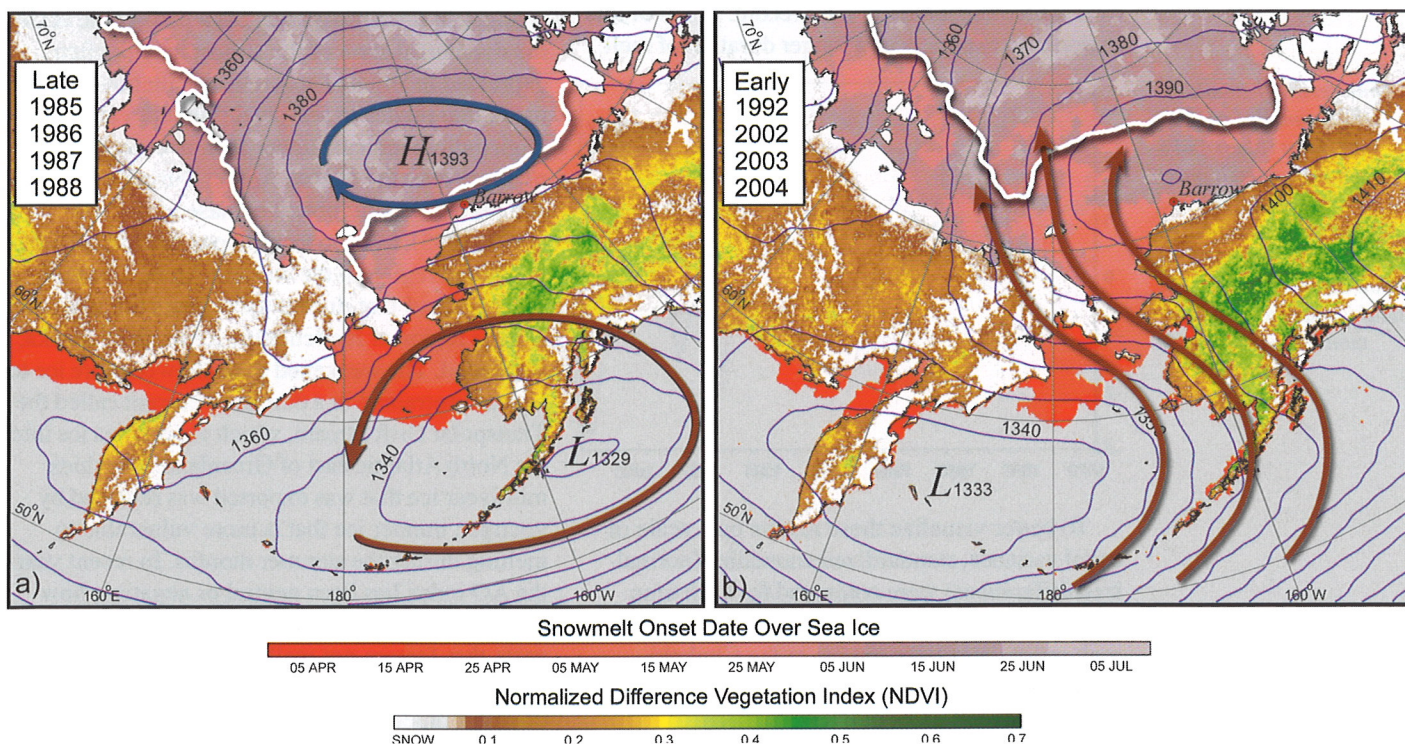 Late
1985
1986
1987
1988
70°N
60°N
50°N
1360
1380
H1393
Barrow
1360
1340
L1329
a)
160°E
180°
160°W
Early
1992
2002
2003
2004
70°N
60°N
50°N
1360
1370
1380
1390
Barrow
1400
1410
1340
1350
L1333
b)
160°E
180°
160°W
Snowmelt Onset Date Over Sea Ice
05 APR 15 APR 25 APR 05 MAY 15 MAY 25 MAY 05 JUN 15 JUN 25 JUN 05 JUL
Normalized Difference Vegetation Index (NDVI)
SNOW 0.1 0.2 0.3 0.4 0.5 0.6 0.7